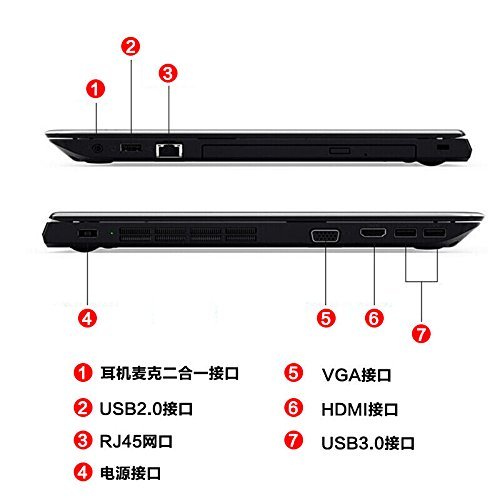 1 2 3
4 5 6 7
1 耳机麦克二合一接口
2 USB2.0接口
3 RJ45网口
4 电源接口
5 VGA接口
6 HDMI接口
7 USB3.0接口